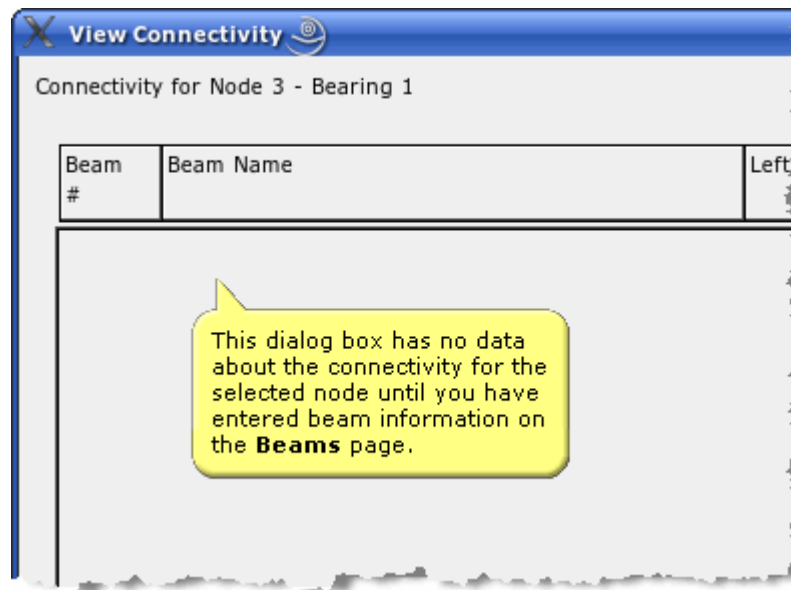 View Connectivity
Connectivity for Node 3 - Bearing 1
Beam # Beam Name Left
This dialog box has no data
about the connectivity for the
selected node until you have
entered beam information on
the Beams page.